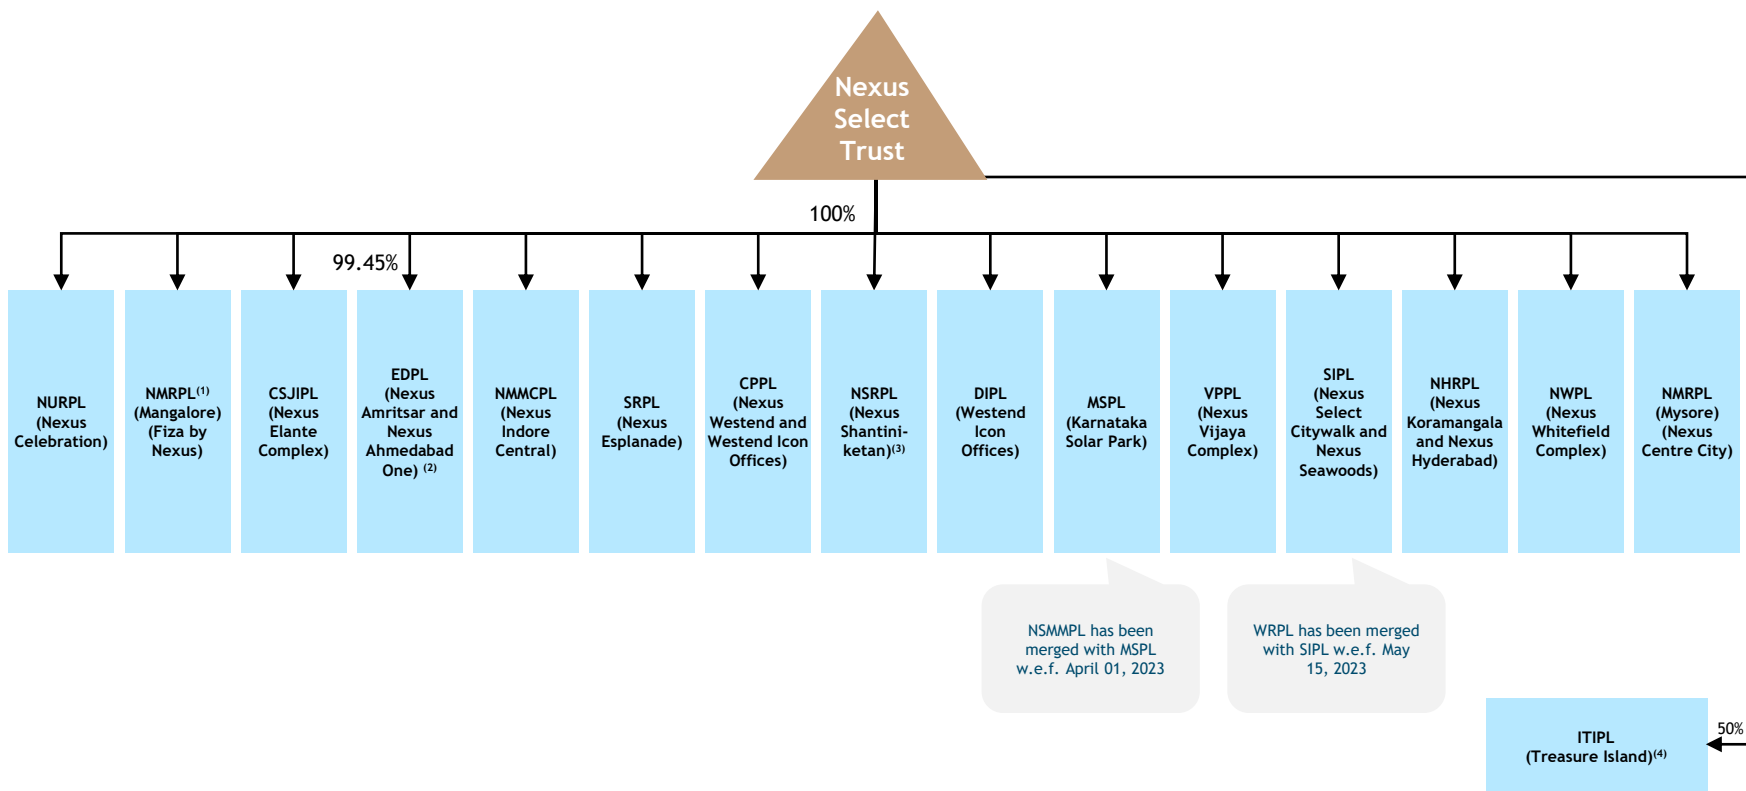 Nexus
Select
Trust
100%
99.45%
NURPL
(Nexus
Celebration)
NMRPL(1)
(Mangalore)
(Fiza by
Nexus)
CSJIPL
(Nexus
Elante
Complex)
EDPL
(Nexus
Amritsar and
Nexus
Ahmedabad
One) (2)
NMMCPL
(Nexus
Indore
Central)
SRPL
(Nexus
Esplanade)
CPPL
(Nexus
Westend and
Westend Icon
Offices)
NSRPL
(Nexus
Shantini-
ketan)(3)
DIPL
(Westend
Icon
Offices)
MSPL
(Karnataka
Solar Park)
VPPL
(Nexus
Vijaya
Complex)
SIPL
(Nexus
Select
Citywalk and
Nexus
Seawoods)
NHRPL
(Nexus
Koramangala
and Nexus
Hyderabad)
NWPL
(Nexus
Whitefield
Complex)
NMRPL
(Mysore)
(Nexus
Centre City)
NSMMPL has been
merged with MSPL
w.e.f. April 01, 2023
WRPL has been merged
with SIPL w.e.f. May
15, 2023
ITIPL
(Treasure Island)(4)
50%